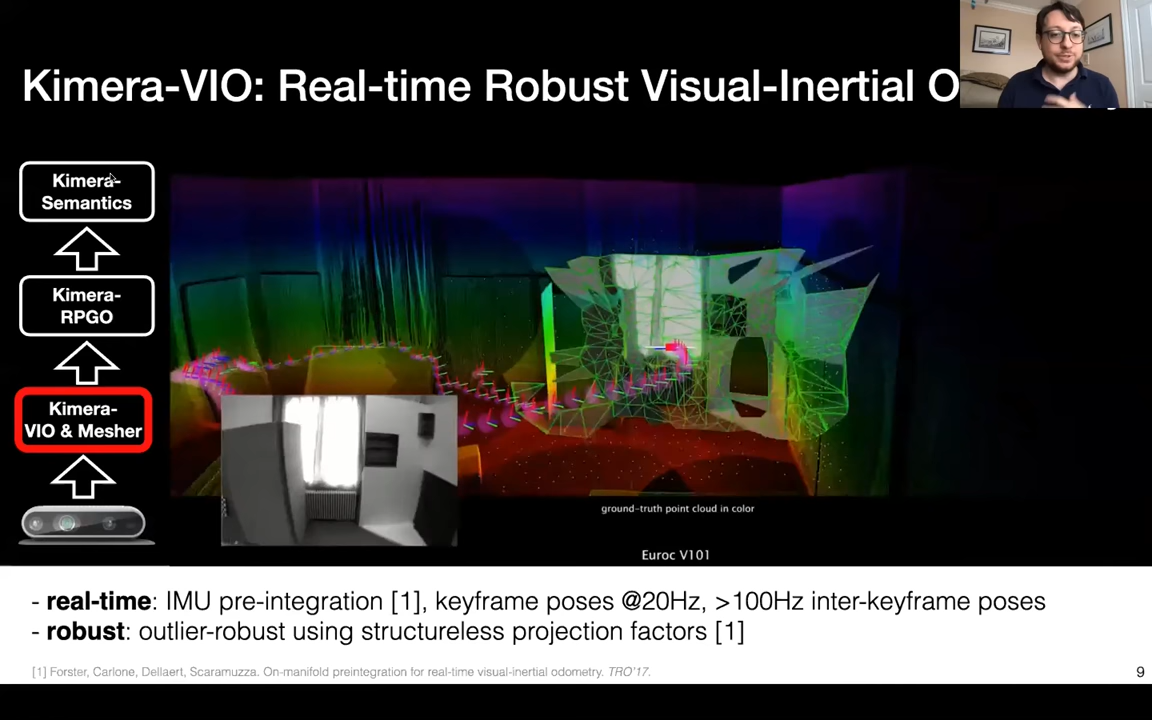 Kimera-VIO: Real-time Robust Visual-Inertial O
Kimera-
Semantics
Kimera-
RPGO
Kimera-
VIO & Mesher
ground-truth point cloud in color
Euroc V101
- real-time: IMU pre-integration [1], keyframe poses @20Hz, >100Hz inter-keyframe poses
- robust: outlier-robust using structureless projection factors [1]
[1] Forster, Carlone, Dellaert, Scaramuzza. On-manifold preintegration for real-time visual-inertial odometry. TRO'17.
9